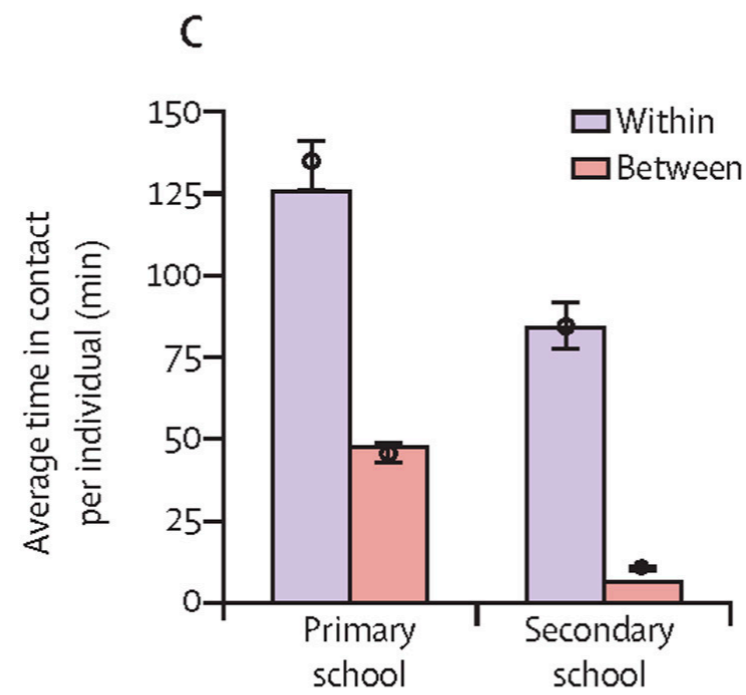 C
Average time in contact
per individual (min)
150
125
100
75
50
25
0
Within
Between
Primary
school
Secondary
school